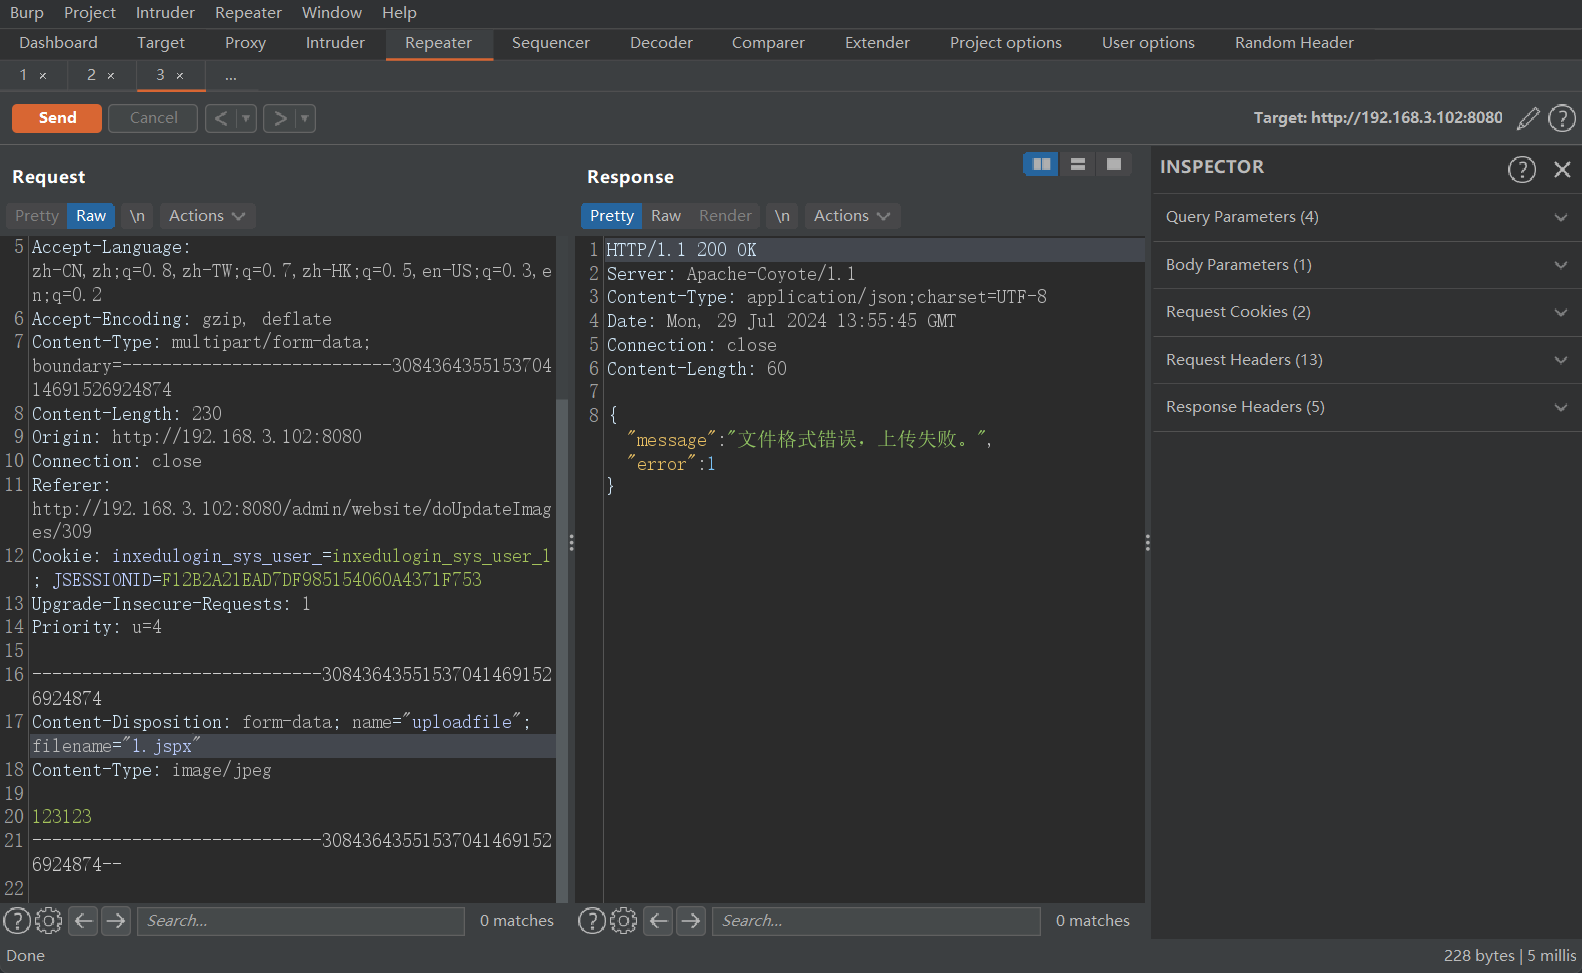 Burp Project Intruder Repeater Window Help
Dashboard Target Proxy Intruder Repeater Sequencer Decoder Comparer Extender Project options User options Random Header
1 × 2 × 3 × ...
Send Cancel < > Target: http://192.168.3.102:8080
Request
Pretty Raw \n Actions
5 Accept-Language:
zh-CN,zh;q=0.8,zh-TW;q=0.7,zh-HK;q=0.5,en-US;q=0.3,e
n;q=0.2
6 Accept-Encoding: gzip, deflate
7 Content-Type: multipart/form-data;
boundary=---------------------------3084364355153704
14691526924874
8 Content-Length: 230
9 Origin: http://192.168.3.102:8080
10 Connection: close
11 Referer:
http://192.168.3.102:8080/admin/website/doUpdateImag
es/309
12 Cookie: inxedulogin_sys_user_=inxedulogin_sys_user_1
; JSESSIONID=F12B2A21EAD7DF985154060A4371F753
13 Upgrade-Insecure-Requests: 1
14 Priority: u=4
15
16 -----------------------------30843643551537041469152
6924874
17 Content-Disposition: form-data; name="uploadfile";
filename="1.jspx"
18 Content-Type: image/jpeg
19
20 123123
21 -----------------------------30843643551537041469152
6924874--
22
Search... 0 matches
Response
Pretty Raw Render \n Actions
1 HTTP/1.1 200 OK
2 Server: Apache-Coyote/1.1
3 Content-Type: application/json;charset=UTF-8
4 Date: Mon, 29 Jul 2024 13:55:45 GMT
5 Connection: close
6 Content-Length: 60
7
8 {
"message":"文件格式错误，上传失败。",
"error":1
}
Search... 0 matches
INSPECTOR
Query Parameters (4)
Body Parameters (1)
Request Cookies (2)
Request Headers (13)
Response Headers (5)
Done 228 bytes | 5 millis